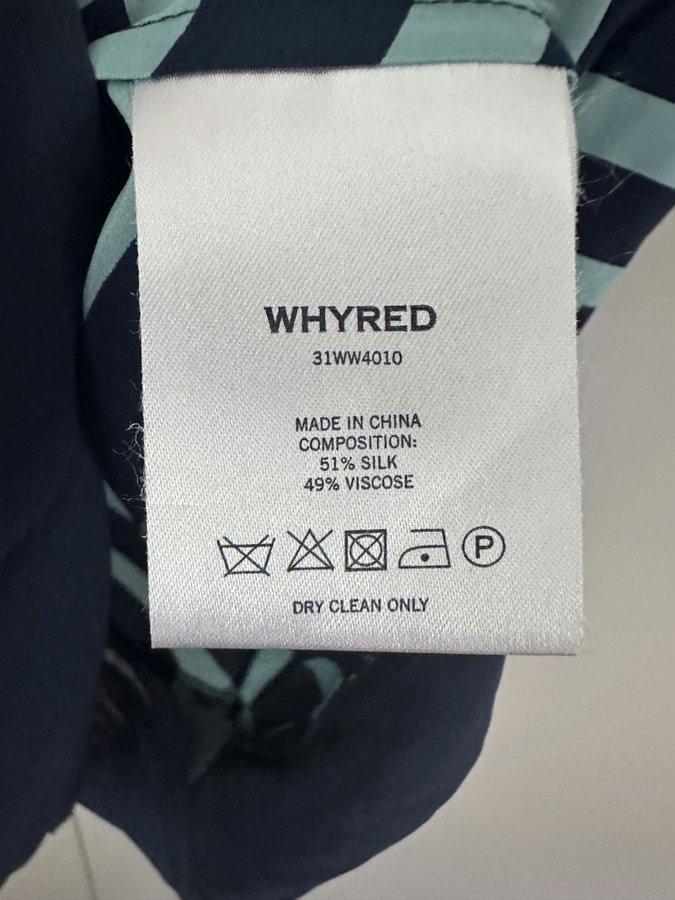 WHYRED
31WW4010
MADE IN CHINA
COMPOSITION:
51% SILK
49% VISCOSE
P
DRY CLEAN ONLY